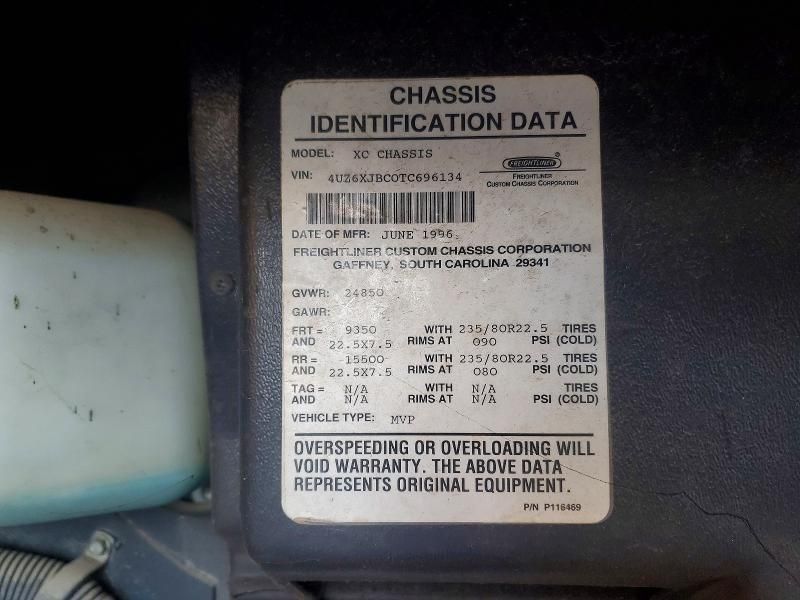 CHASSIS
IDENTIFICATION DATA
MODEL: XC CHASSIS
FREIGHTLINER
VIN: 4UZ6XJBC0TC696134
FREIGHTLINER
CUSTOM CHASSIS CORPORATION
DATE OF MFR: JUNE 1996
FREIGHTLINER CUSTOM CHASSIS CORPORATION
GAFFNEY, SOUTH CAROLINA 29341
GVWR: 24850
GAWR:
FRT = 9350 WITH 235/80R22.5 TIRES
AND 22.5X7.5 RIMS AT 090 PSI (COLD)
RR = 15500 WITH 235/80R22.5 TIRES
AND 22.5X7.5 RIMS AT 080 PSI (COLD)
TAG = N/A WITH N/A TIRES
AND N/A RIMS AT N/A PSI (COLD)
VEHICLE TYPE: MVP
OVERSPEEDING OR OVERLOADING WILL
VOID WARRANTY. THE ABOVE DATA
REPRESENTS ORIGINAL EQUIPMENT.
P/N P116469